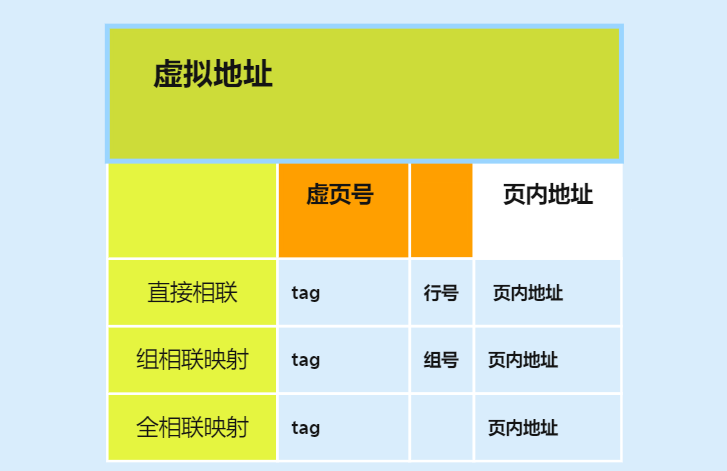 虚拟地址
虚页号 页内地址
直接相联 tag 行号 页内地址
组相联映射 tag 组号 页内地址
全相联映射 tag 页内地址